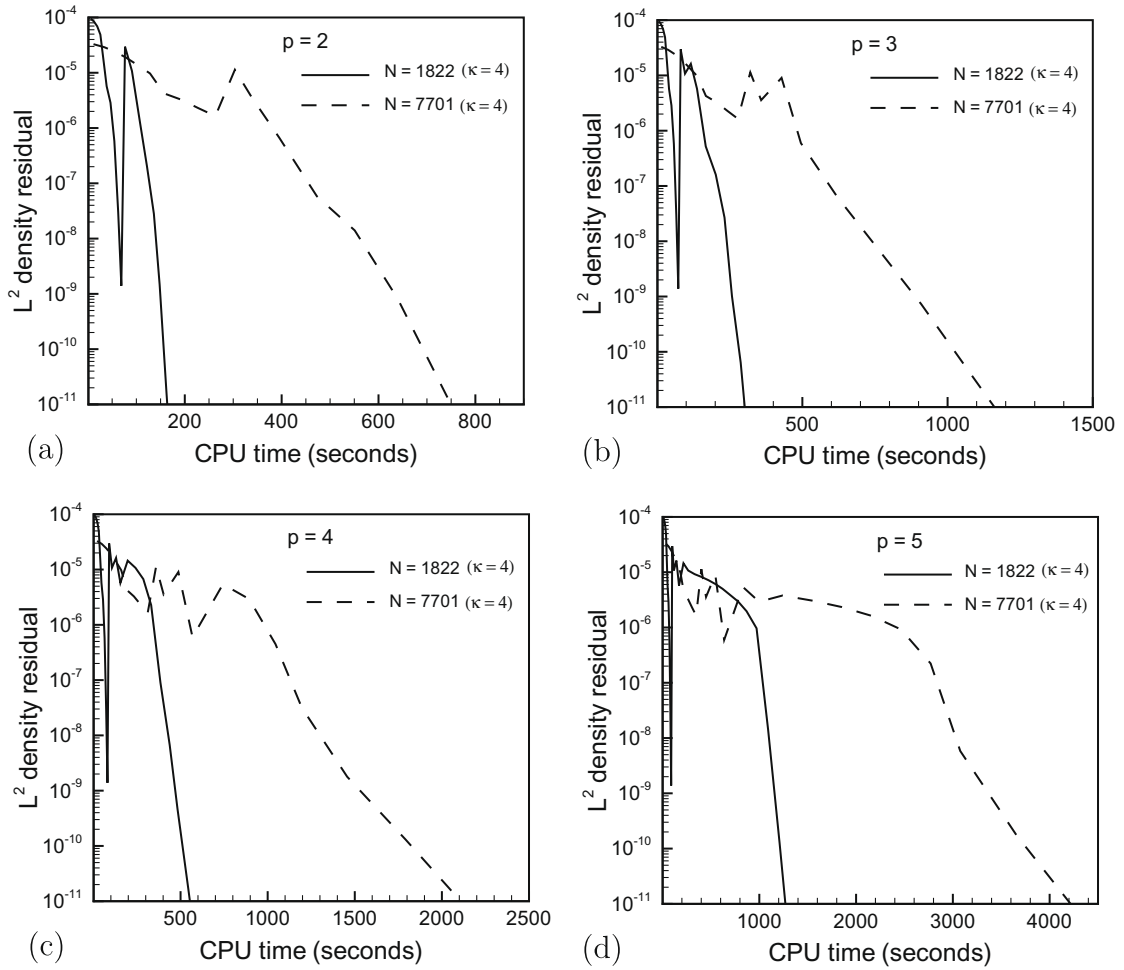 p = 2
N = 1822 (κ = 4)
N = 7701 (κ = 4)
10^-4
10^-5
10^-6
10^-7
10^-8
10^-9
10^-10
10^-11
L^2 density residual
200 400 600 800
CPU time (seconds)
(a)
p = 3
N = 1822 (κ = 4)
N = 7701 (κ = 4)
10^-4
10^-5
10^-6
10^-7
10^-8
10^-9
10^-10
10^-11
L^2 density residual
500 1000 1500
CPU time (seconds)
(b)
p = 4
N = 1822 (κ = 4)
N = 7701 (κ = 4)
10^-4
10^-5
10^-6
10^-7
10^-8
10^-9
10^-10
10^-11
L^2 density residual
500 1000 1500 2000 2500
CPU time (seconds)
(c)
p = 5
N = 1822 (κ = 4)
N = 7701 (κ = 4)
10^-4
10^-5
10^-6
10^-7
10^-8
10^-9
10^-10
10^-11
L^2 density residual
1000 2000 3000 4000
CPU time (seconds)
(d)